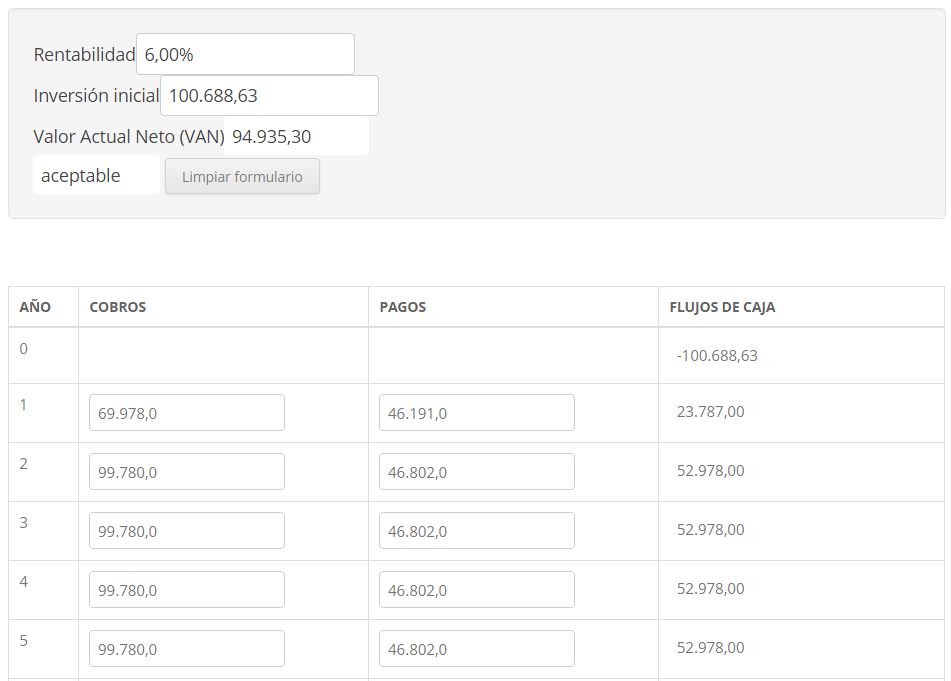 Rentabilidad 6,00%
Inversión inicial 100.688,63
Valor Actual Neto (VAN) 94.935,30
aceptable Limpiar formulario
AÑO COBROS PAGOS FLUJOS DE CAJA
0 -100.688,63
1 69.978,0 46.191,0 23.787,00
2 99.780,0 46.802,0 52.978,00
3 99.780,0 46.802,0 52.978,00
4 99.780,0 46.802,0 52.978,00
5 99.780,0 46.802,0 52.978,00